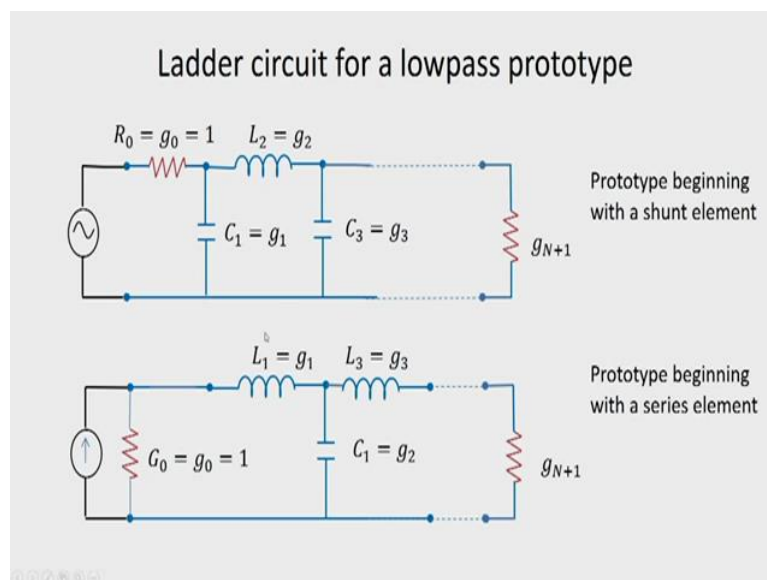 Ladder circuit for a lowpass prototype
R₀ = g₀ = 1
L₂ = g₂
C₁ = g₁
C₃ = g₃
g_{N+1}
Prototype beginning
with a shunt element
L₁ = g₁
L₃ = g₃
G₀ = g₀ = 1
C₁ = g₂
g_{N+1}
Prototype beginning
with a series element